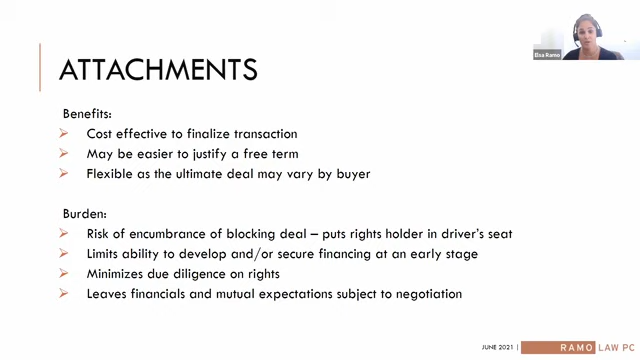 Elsa Ramo
ATTACHMENTS
Benefits:
Cost effective to finalize transaction
May be easier to justify a free term
Flexible as the ultimate deal may vary by buyer
Burden:
Risk of encumbrance of blocking deal – puts rights holder in driver's seat
Limits ability to develop and/or secure financing at an early stage
Minimizes due diligence on rights
Leaves financials and mutual expectations subject to negotiation
JUNE 2021 |
RAMO LAW PC